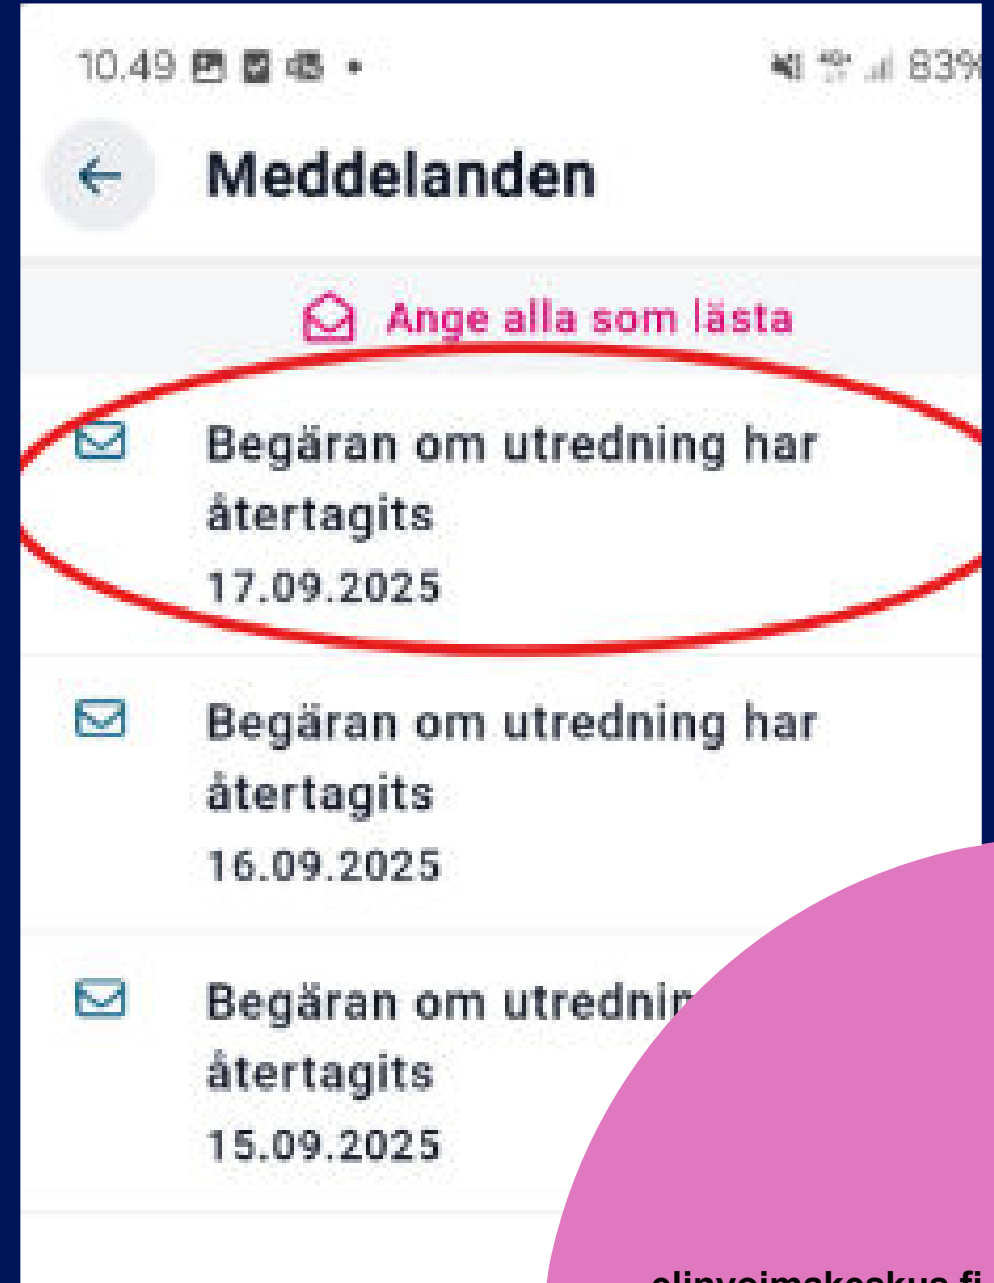 10.49 83%
Meddelanden
Ange alla som lästa
Begäran om utredning har
återtagits
17.09.2025
Begäran om utredning har
återtagits
16.09.2025
Begäran om
återtagits
15.09.2025